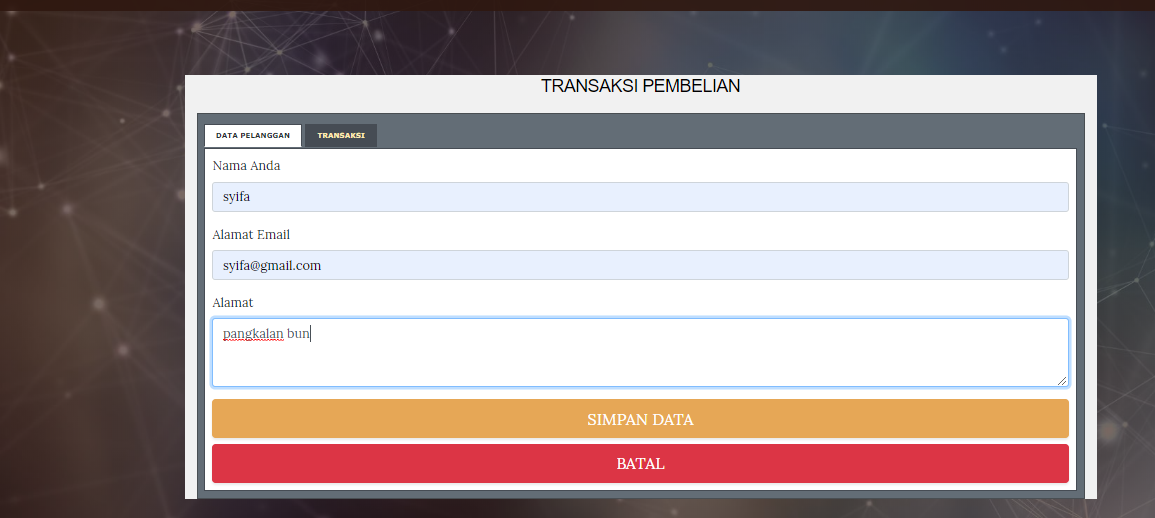 TRANSAKSI PEMBELIAN
DATA PELANGGAN
TRANSAKSI
Nama Anda
syifa
Alamat Email
syifa@gmail.com
Alamat
pangkalan bun
SIMPAN DATA
BATAL